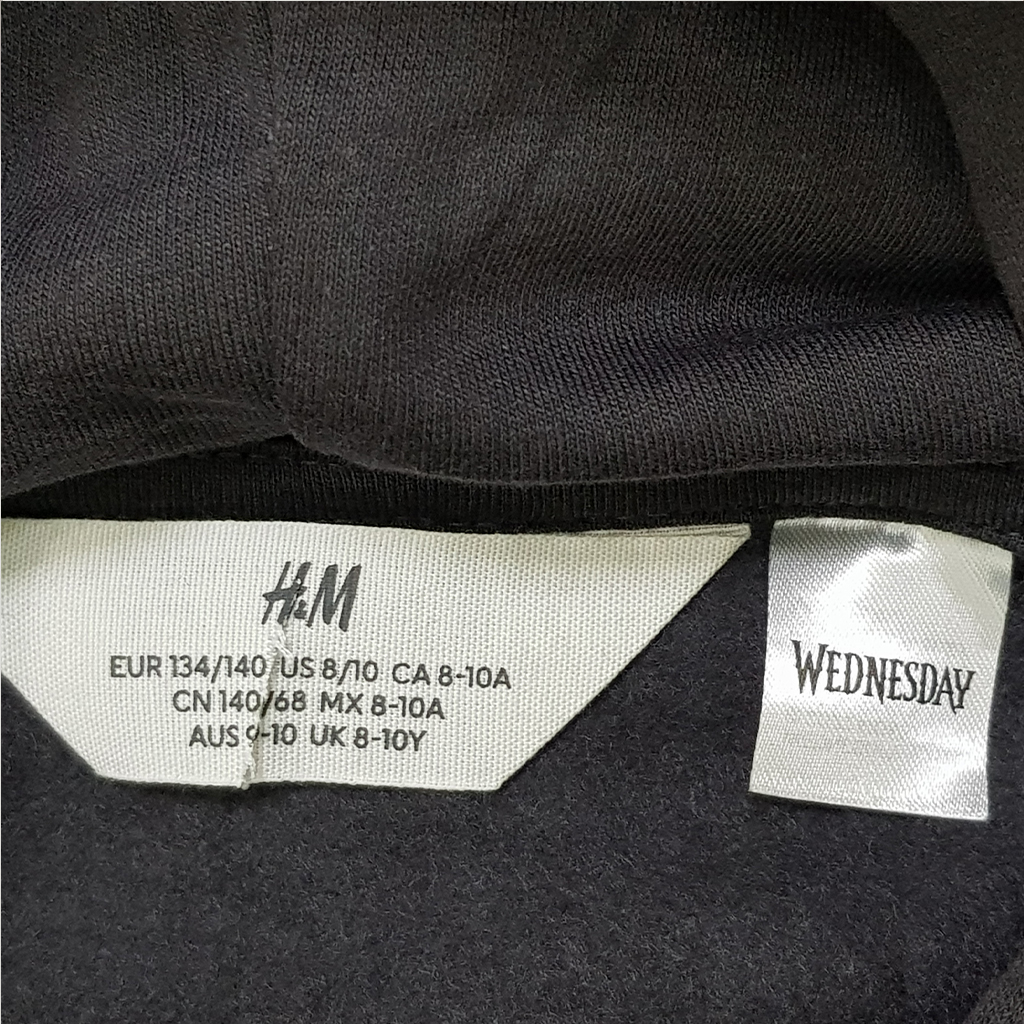 H&M
EUR 134/140 US 8/10 CA 8-10A
CN 140/68 MX 8-10A
AUS 9-10 UK 8-10Y
WEDNESDAY